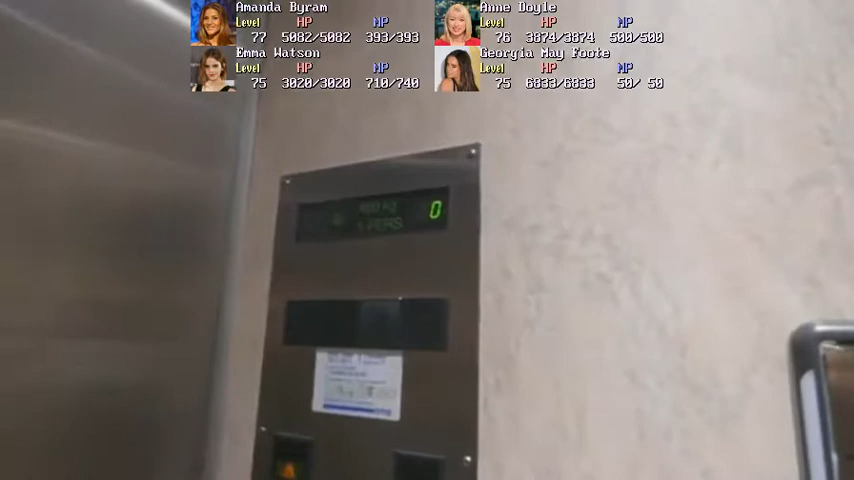 Amanda Byram
Level HP MP
77 5082/5082 393/393
Anne Doyle
Level HP MP
76 3874/3874 500/500
Emma Watson
Level HP MP
75 3020/3020 710/740
Georgia May Foote
Level HP MP
75 6833/6833 50/ 50
0
PERS